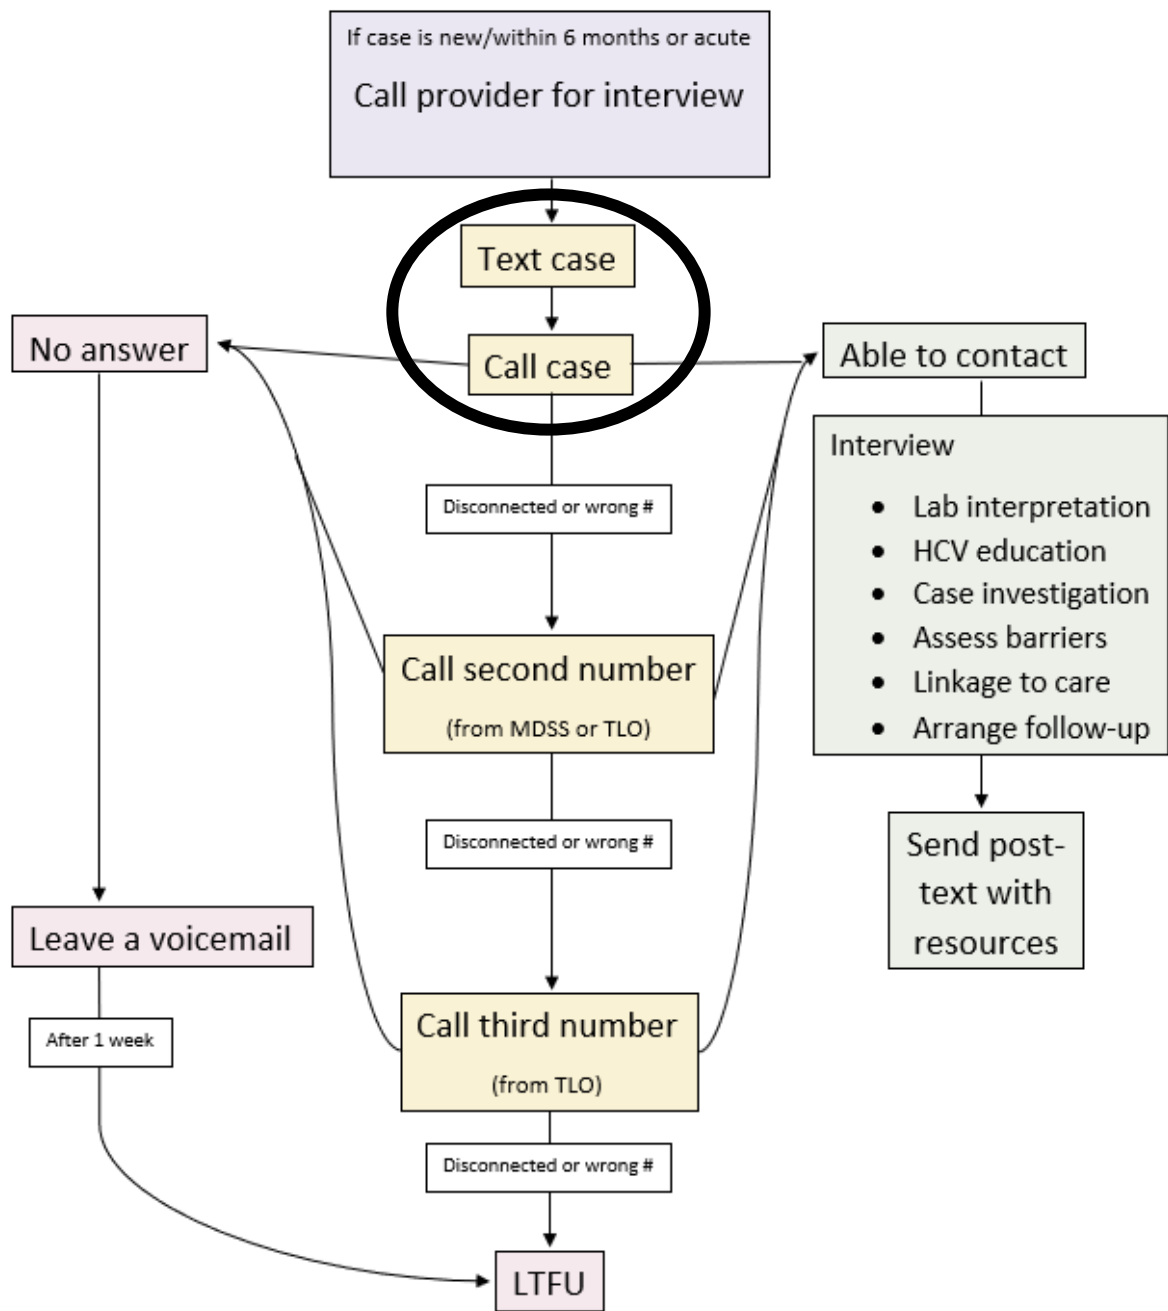 If case is new/within 6 months or acute
Call provider for interview
Text case
Call case
No answer
Able to contact
Interview
• Lab interpretation
• HCV education
• Case investigation
• Assess barriers
• Linkage to care
• Arrange follow-up
Disconnected or wrong #
Call second number
(from MDSS or TLO)
Disconnected or wrong #
Send post-
text with
resources
Leave a voicemail
After 1 week
Call third number
(from TLO)
Disconnected or wrong #
LTFU